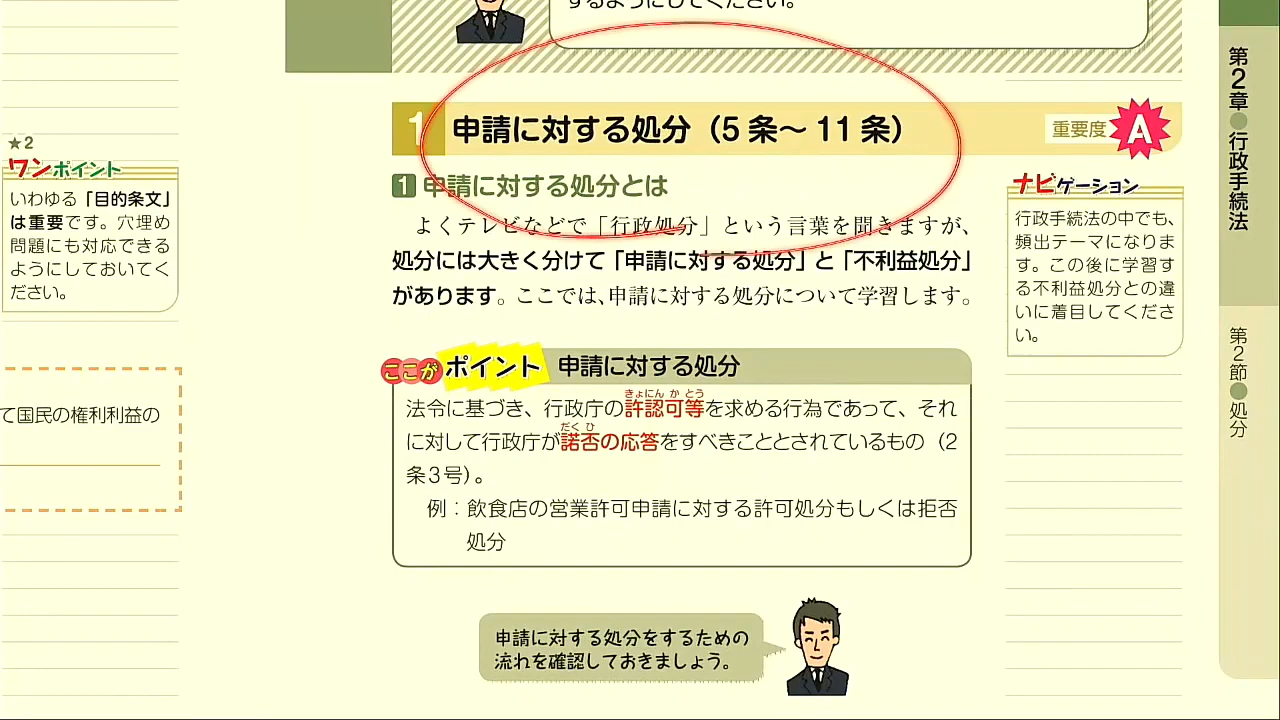 するようにしてください。
★2
ワンポイント
いわゆる「目的条文」
は重要です。穴埋め
問題にも対応できる
ようにしておいてく
ださい。
て国民の権利利益の
1 申請に対する処分（5条～11条）
重要度 A
1 申請に対する処分とは
よくテレビなどで「行政処分」という言葉を聞きますが、
処分には大きく分けて「申請に対する処分」と「不利益処分」
があります。ここでは、申請に対する処分について学習します。
ここが ポイント 申請に対する処分
きょにん か とう
法令に基づき、行政庁の許認可等を求める行為であって、それ
だく ひ
に対して行政庁が諾否の応答をすべきこととされているもの（2
条3号）。
例：飲食店の営業許可申請に対する許可処分もしくは拒否
処分
申請に対する処分をするための
流れを確認しておきましょう。
ナビゲーション
行政手続法の中でも、
頻出テーマになりま
す。この後に学習す
る不利益処分との違
いに着目してくださ
い。
第2章●行政手続法
第2節●処分